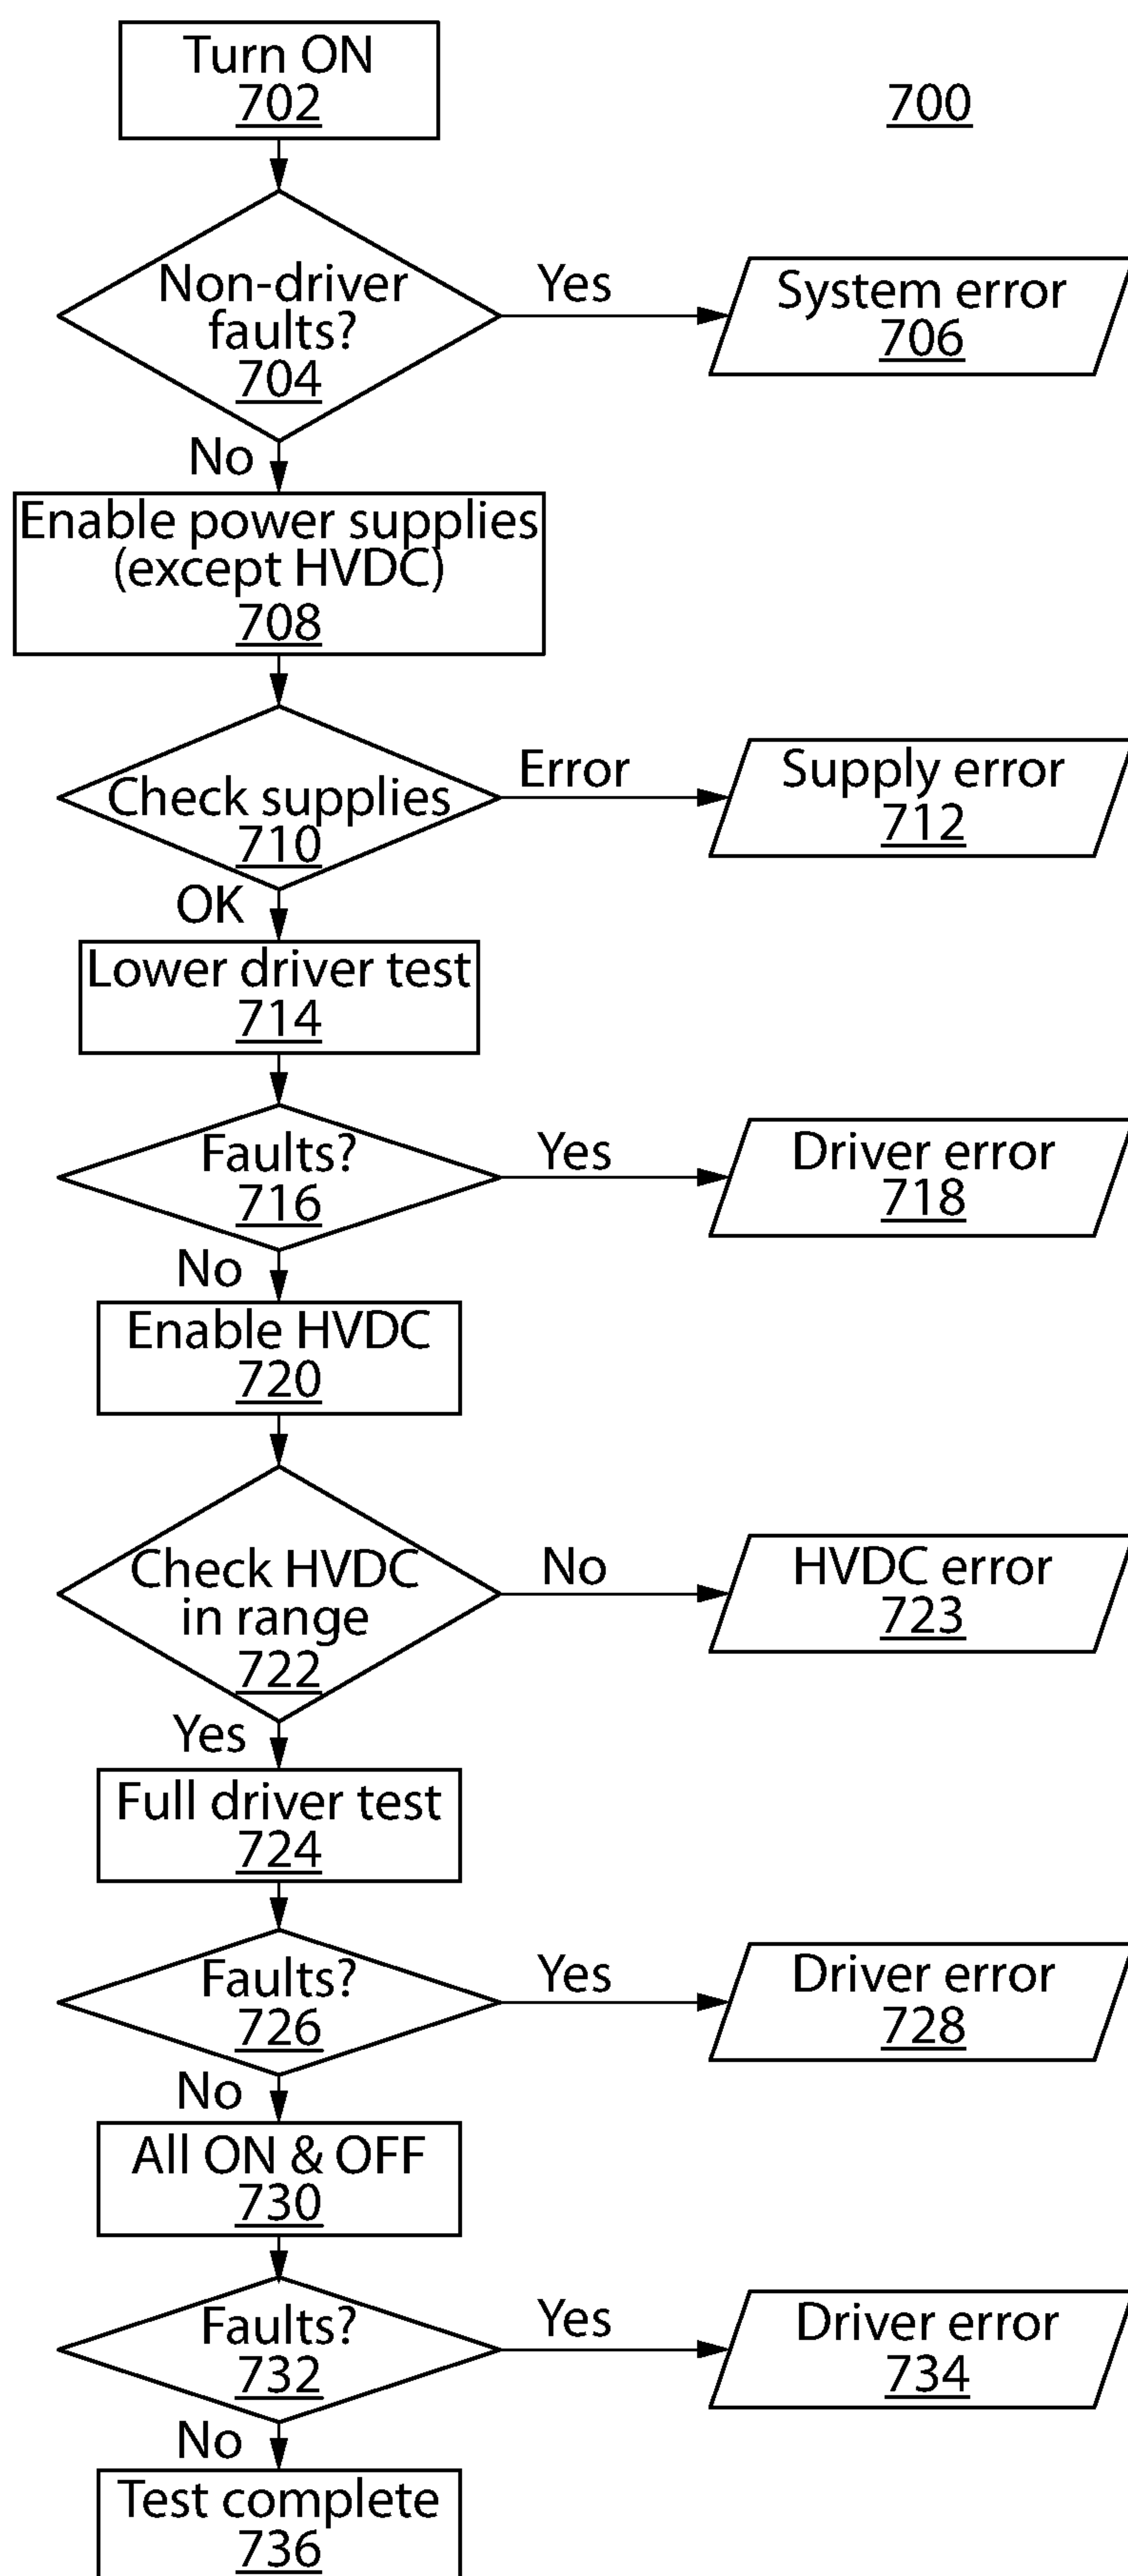 Turn ON
702
700
Non-driver
faults?
704
Yes
System error
706
No
Enable power supplies
(except HVDC)
708
Check supplies
710
Error
Supply error
712
OK
Lower driver test
714
Faults?
716
Yes
Driver error
718
No
Enable HVDC
720
Check HVDC
in range
722
No
HVDC error
723
Yes
Full driver test
724
Faults?
726
Yes
Driver error
728
No
All ON & OFF
730
Faults?
732
Yes
Driver error
734
No
Test complete
736